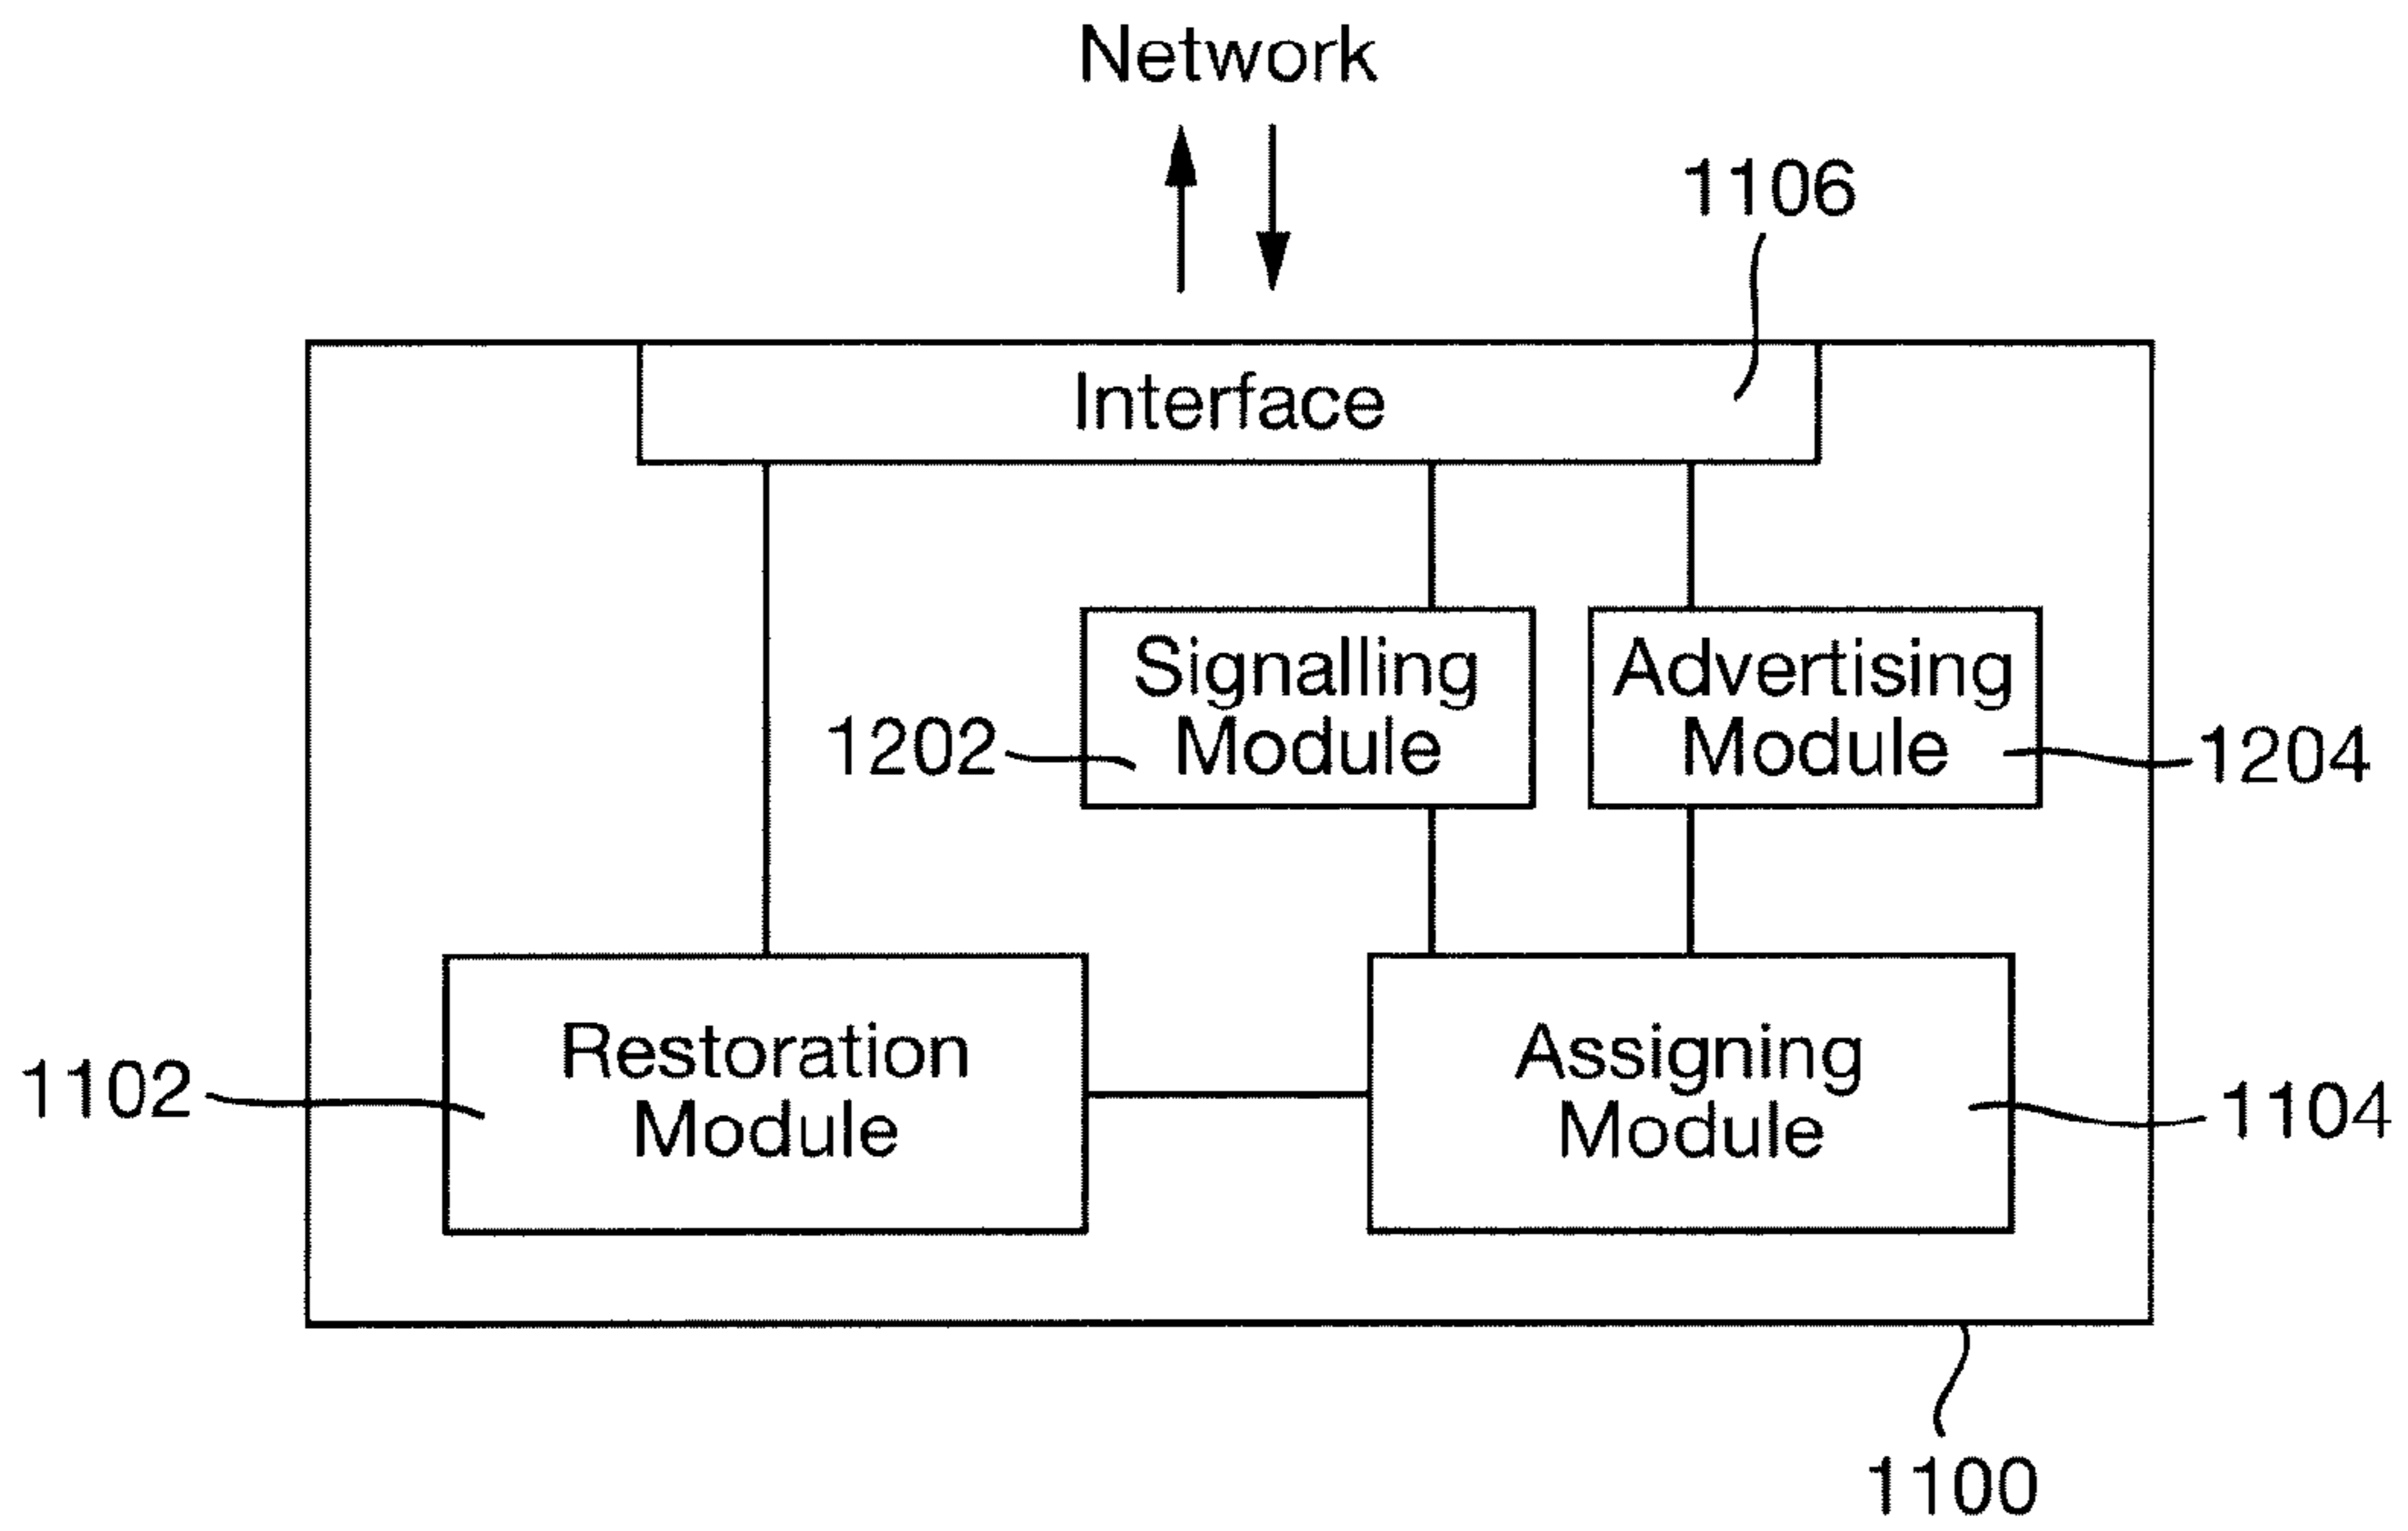 Network
1106
Interface
Signalling
Module
1202
Advertising
Module
1204
Restoration
Module
1102
Assigning
Module
1104
1100